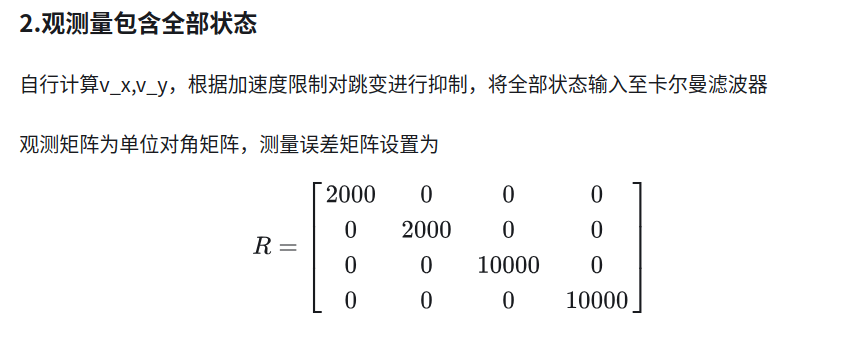 2.观测量包含全部状态
自行计算v_x,v_y，根据加速度限制对跳变进行抑制，将全部状态输入至卡尔曼滤波器
观测矩阵为单位对角矩阵，测量误差矩阵设置为
R =
2000 0 0 0
0 2000 0 0
0 0 10000 0
0 0 0 10000